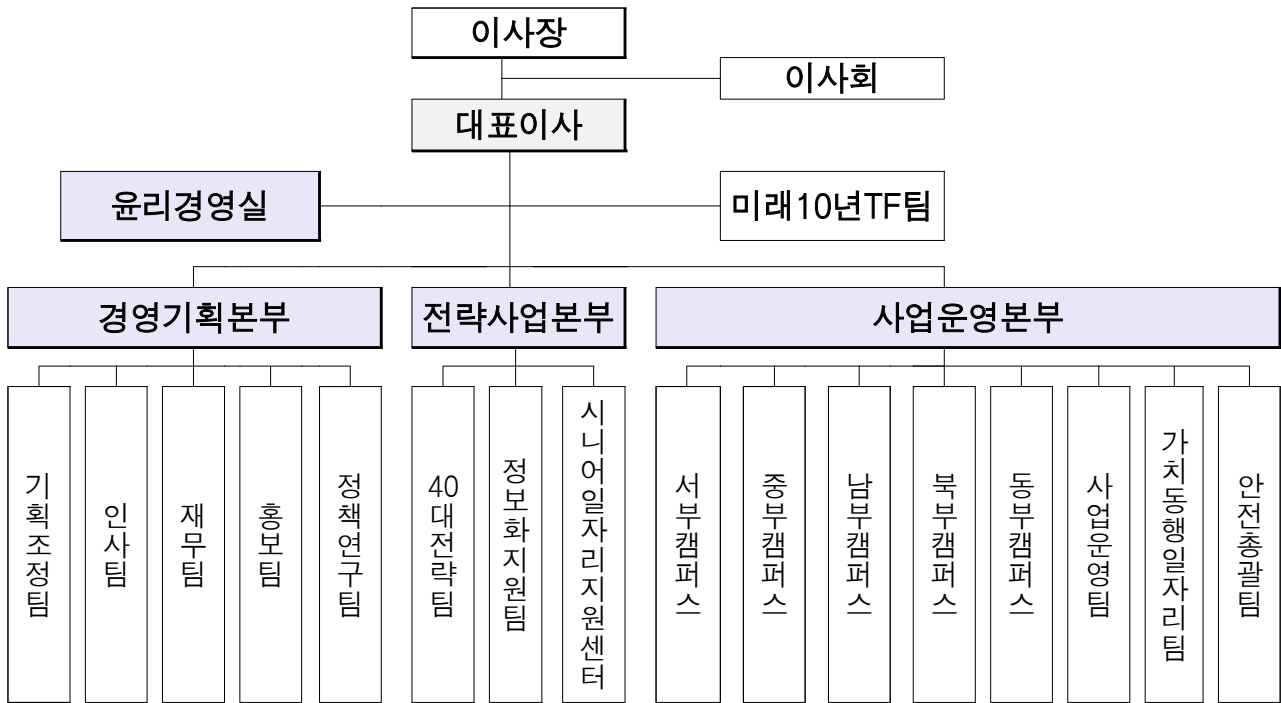 이사장
이사회
대표이사
윤리경영실
미래10년TF팀
경영기획본부
전략사업본부
사업운영본부
기획조정팀
인사팀
재무팀
홍보팀
정책연구팀
40대전략팀
정보화지원팀
시니어일자리지원센터
서부캠퍼스
중부캠퍼스
남부캠퍼스
북부캠퍼스
동부캠퍼스
사업운영팀
가치동행일자리팀
안전총괄팀